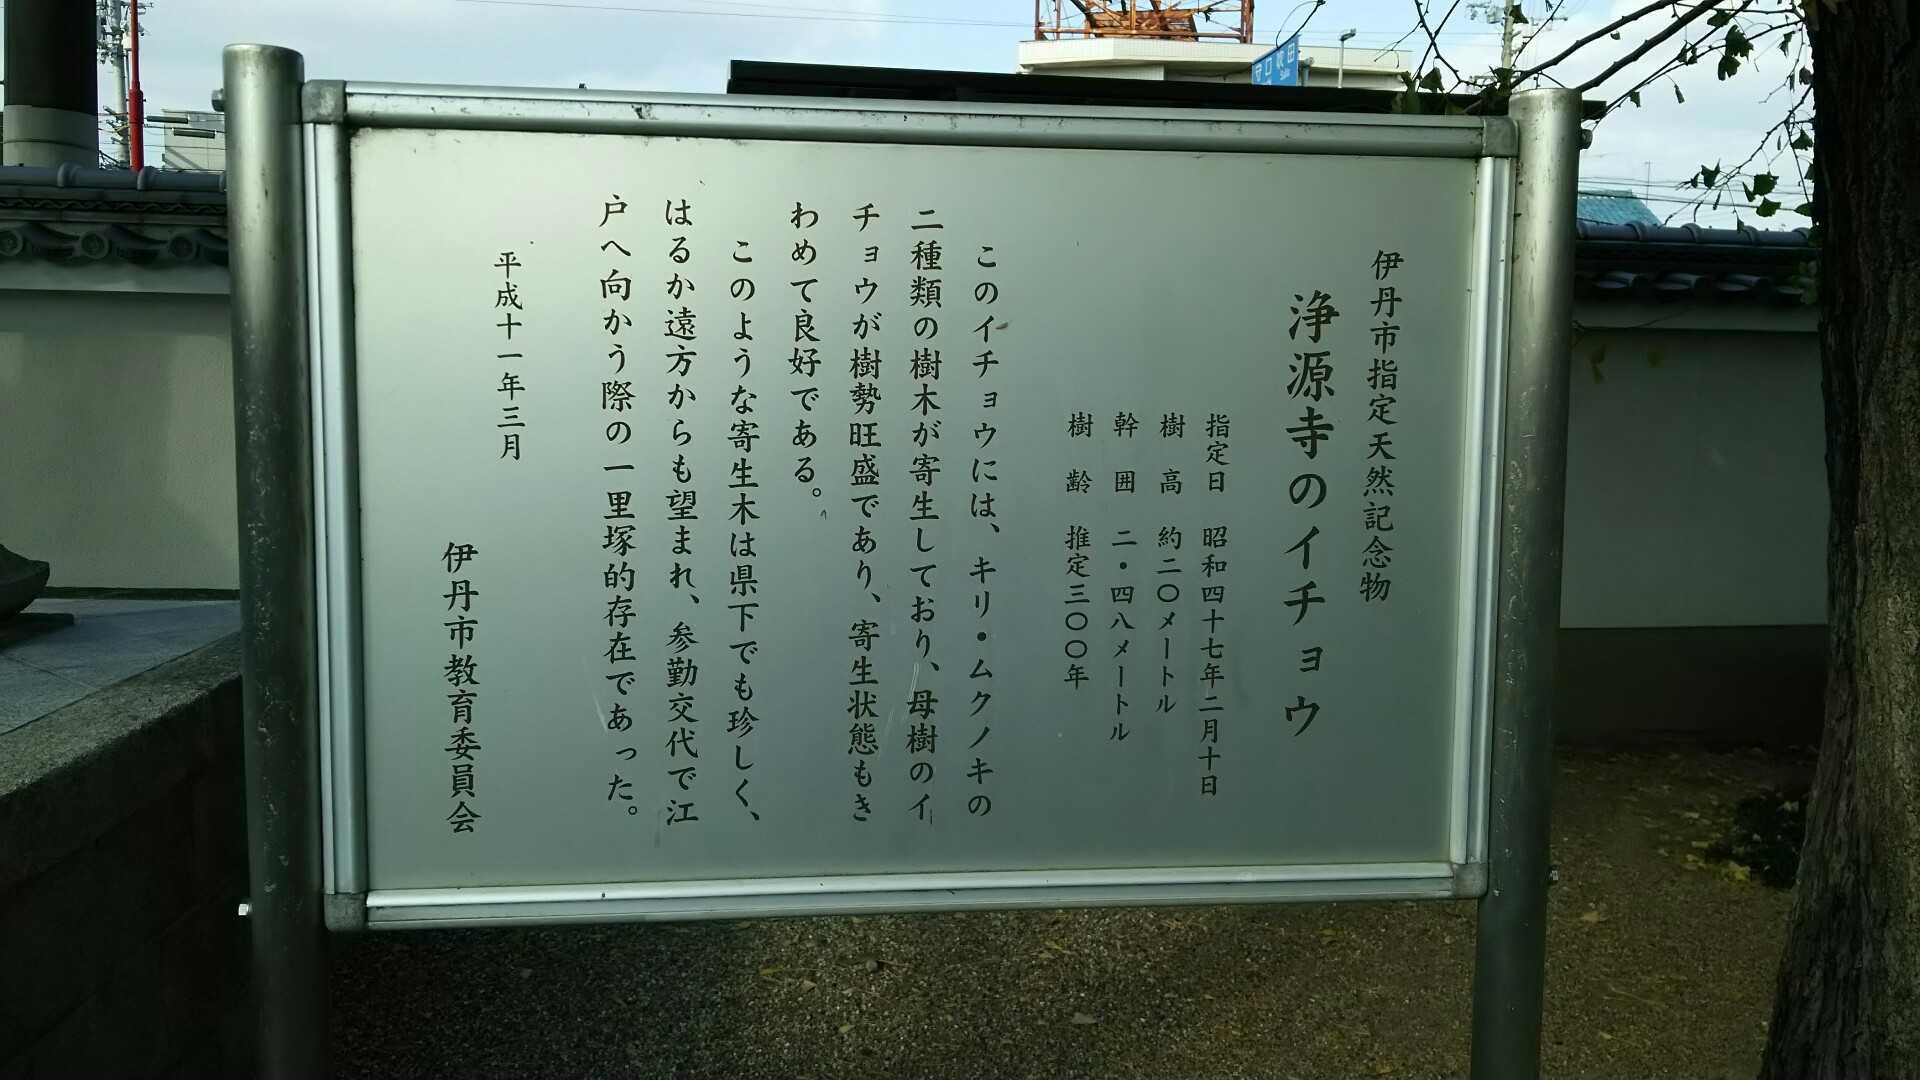 伊丹市指定天然記念物
浄源寺のイチョウ
指定日　昭和四十七年二月十日
樹　高　約二〇メートル
幹　囲　二・四八メートル
樹　齢　推定三〇〇年
このイチョウには、キリ・ムクノキの
二種類の樹木が寄生しており、母樹のイ
チョウが樹勢旺盛であり、寄生状態もき
わめて良好である。
このような寄生木は県下でも珍しく、
はるか遠方からも望まれ、参勤交代で江
戸へ向かう際の一里塚的存在であった。
平成十一年三月
伊丹市教育委員会
守口 吹田